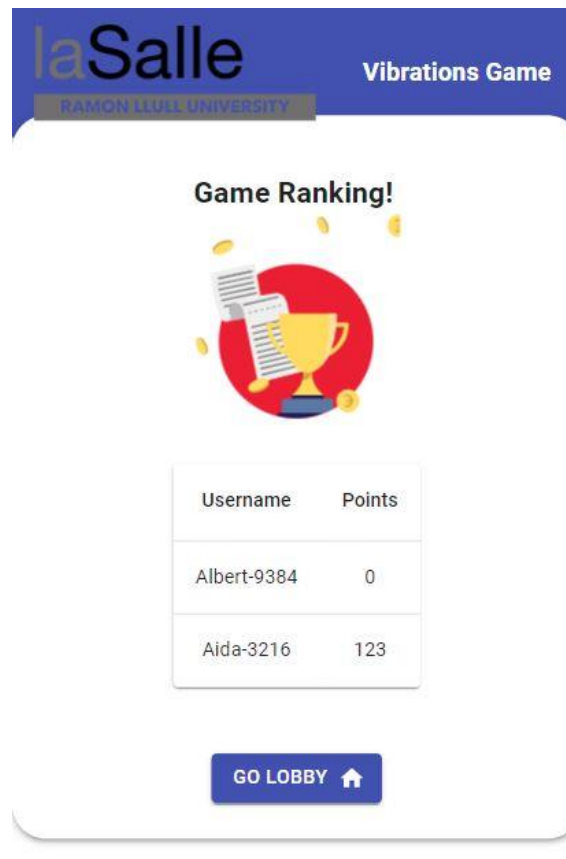 laSalle
RAMON LLULL UNIVERSITY
Vibrations Game
Game Ranking!
Username Points
Albert-9384 0
Aida-3216 123
GO LOBBY